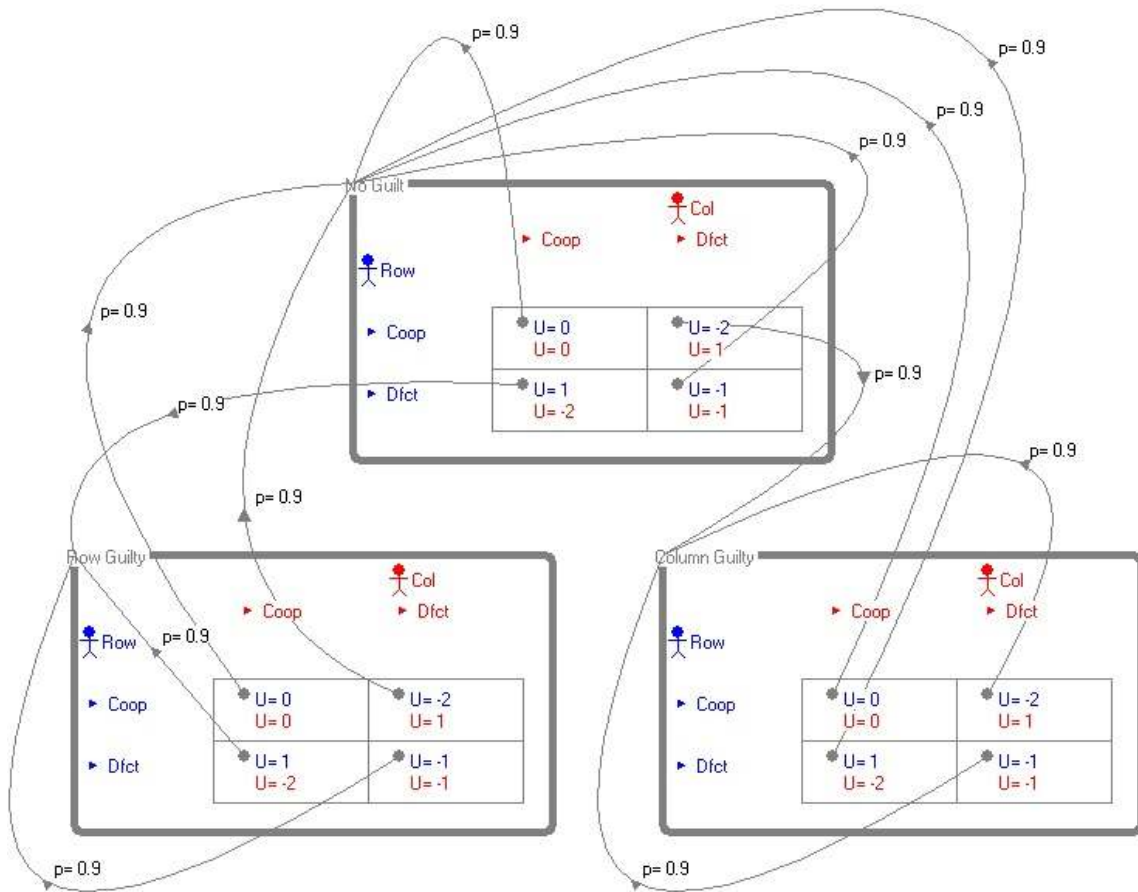 p= 0.9
p= 0.9
p= 0.9
p= 0.9
No Guilt
Col
Coop
Dfct
Row
p= 0.9
Coop
U= 0
U= 0
U= -2
U= 1
p= 0.9
Dfct
U= 1
U= -2
U= -1
U= -1
p= 0.9
p= 0.9
p= 0.9
Row Guilty
Col
Coop
Dfct
Row
p= 0.9
Coop
U= 0
U= 0
U= -2
U= 1
Dfct
U= 1
U= -2
U= -1
U= -1
p= 0.9
Column Guilty
Col
Coop
Dfct
Row
Coop
U= 0
U= 0
U= -2
U= 1
Dfct
U= 1
U= -2
U= -1
U= -1
p= 0.9